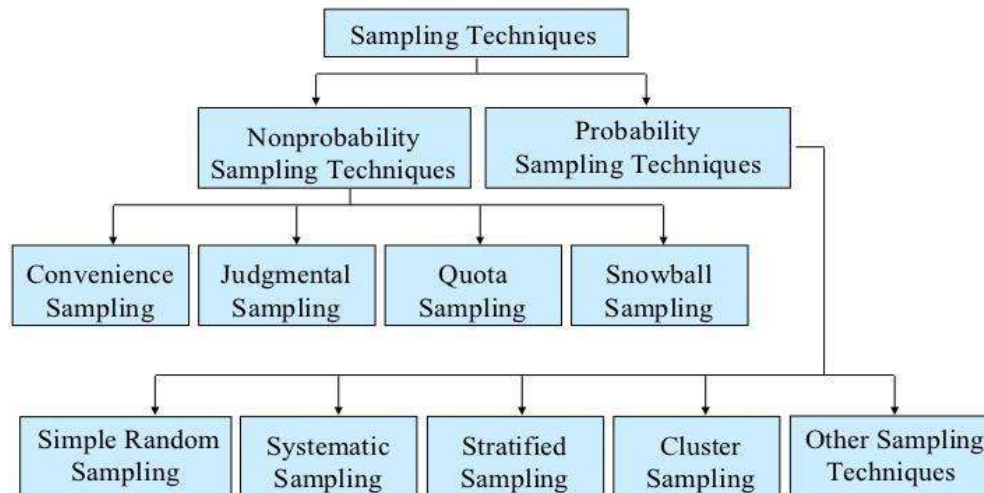 Sampling Techniques
Nonprobability
Sampling Techniques
Probability
Sampling Techniques
Convenience
Sampling
Judgmental
Sampling
Quota
Sampling
Snowball
Sampling
Simple Random
Sampling
Systematic
Sampling
Stratified
Sampling
Cluster
Sampling
Other Sampling
Techniques